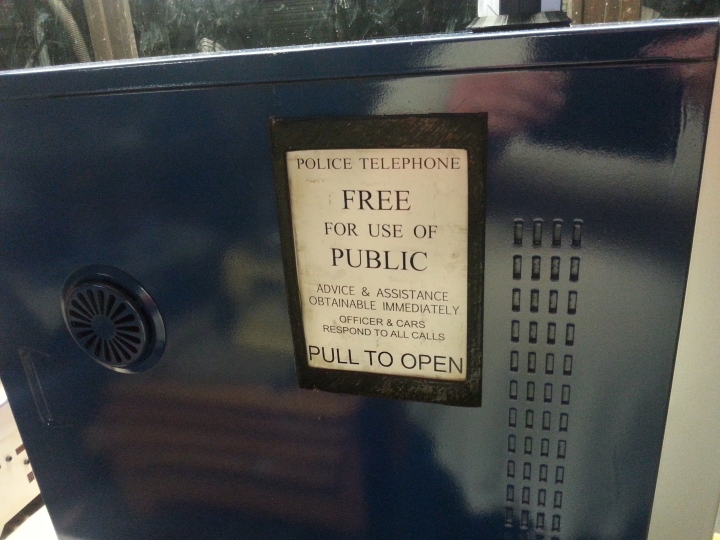 POLICE TELEPHONE
FREE
FOR USE OF
PUBLIC
ADVICE & ASSISTANCE
OBTAINABLE IMMEDIATELY
OFFICER & CARS
RESPOND TO ALL CALLS
PULL TO OPEN